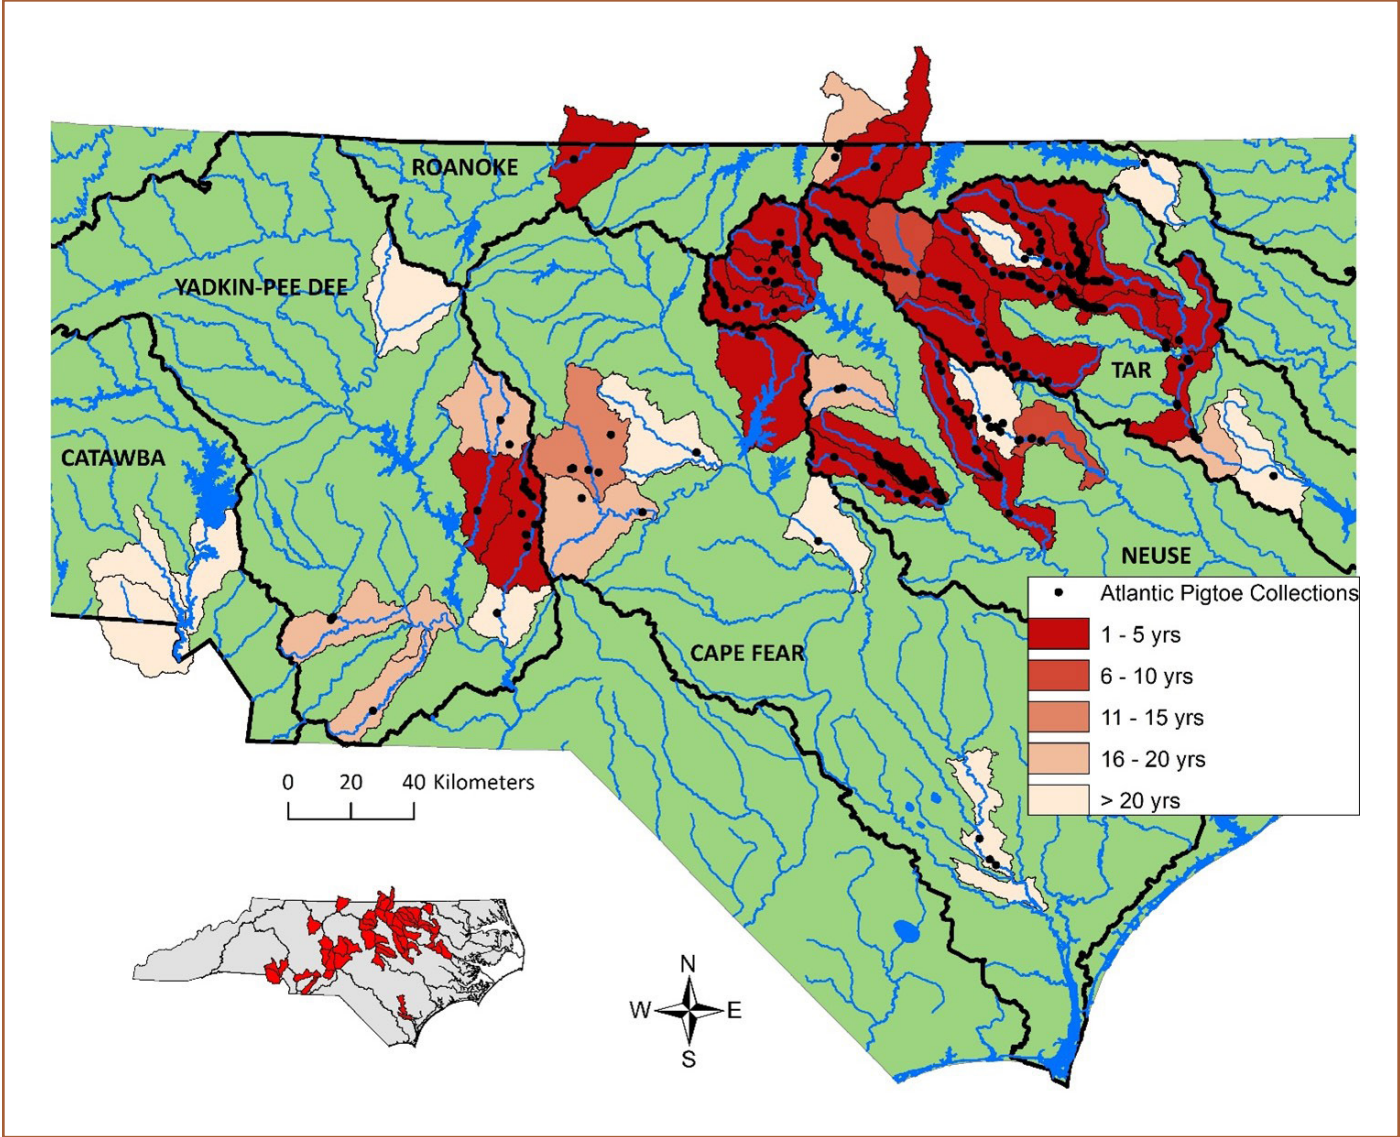 ROANOKE
YADKIN-PEE DEE
TAR
CATAWBA
NEUSE
CAPE FEAR
Atlantic Pigtoe Collections
1 - 5 yrs
6 - 10 yrs
11 - 15 yrs
16 - 20 yrs
> 20 yrs
0 20 40 Kilometers
N
W E
S